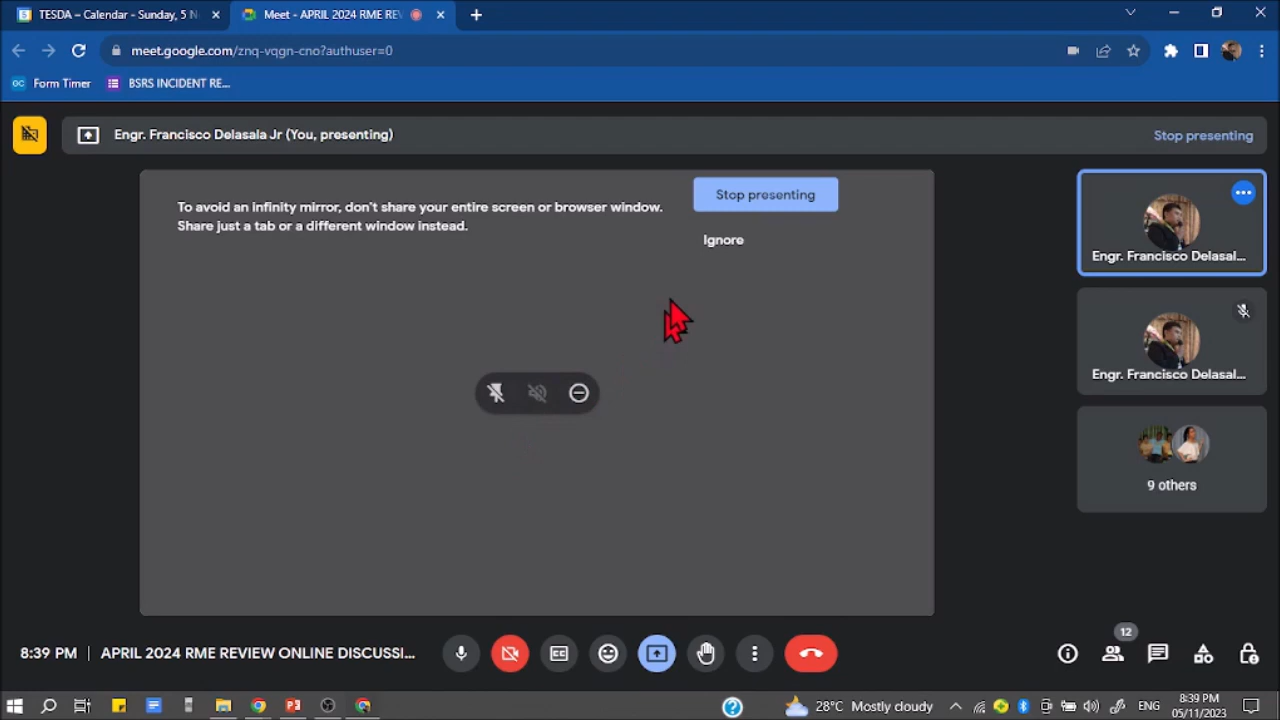 TESDA – Calendar - Sunday, 5 N
Meet - APRIL 2024 RME REV
meet.google.com/znq-vqgn-cno?authuser=0
GC Form Timer
BSRS INCIDENT RE...
Engr. Francisco Delasala Jr (You, presenting)
Stop presenting
To avoid an infinity mirror, don't share your entire screen or browser window.
Share just a tab or a different window instead.
Stop presenting
Ignore
Engr. Francisco Delasal...
Engr. Francisco Delasal...
9 others
8:39 PM | APRIL 2024 RME REVIEW ONLINE DISCUSSI...
CC
12
28°C Mostly cloudy
ENG
8:39 PM
05/11/2023